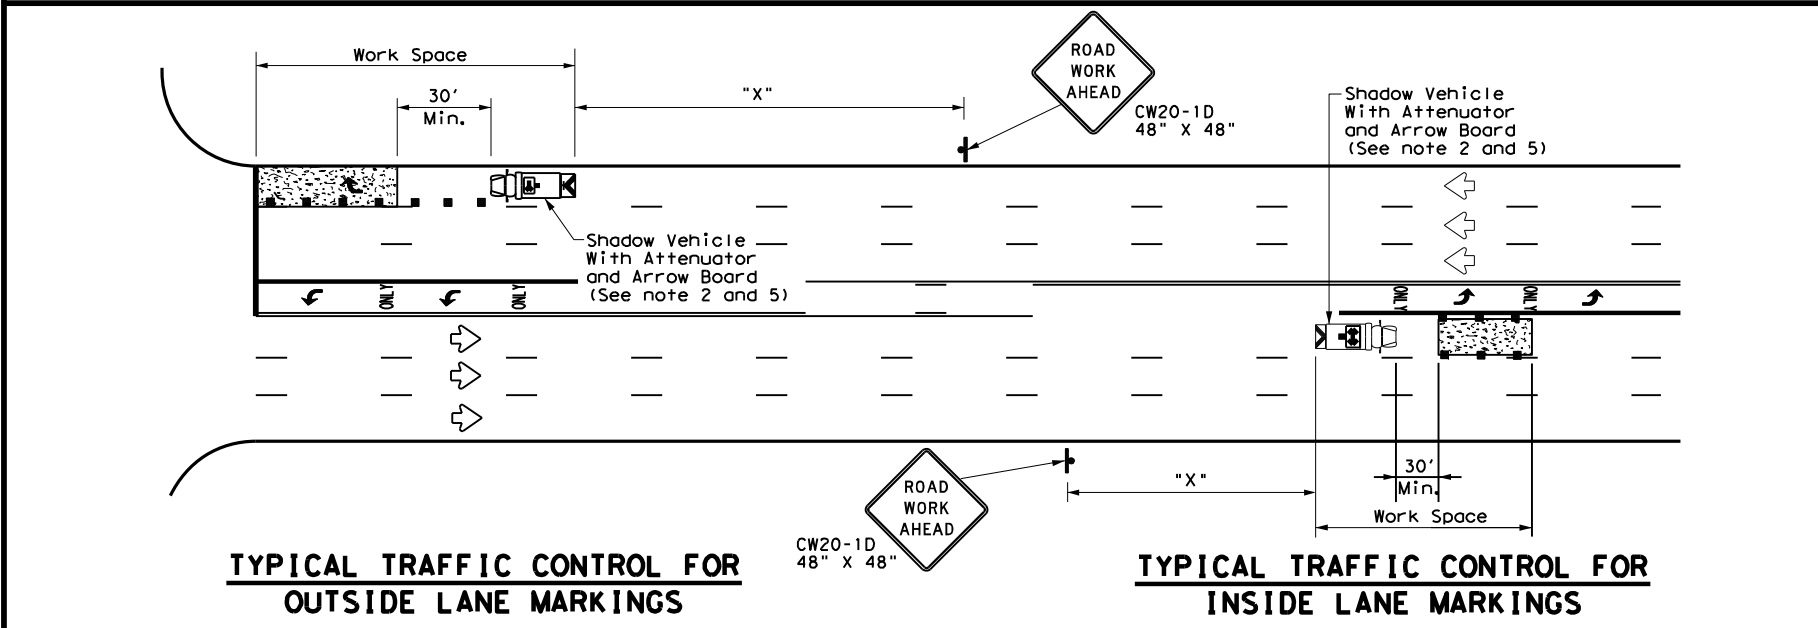 Work Space
30'
Min.
"X"
ROAD
WORK
AHEAD
CW20-1D
48" X 48"
Shadow Vehicle
With Attenuator
and Arrow Board
(See note 2 and 5)
Shadow Vehicle
With Attenuator
and Arrow Board
(See note 2 and 5)
ONLY
ONLY
ONLY
ONLY
ROAD
WORK
AHEAD
CW20-1D
48" X 48"
"X"
30'
Min.
Work Space
TYPICAL TRAFFIC CONTROL FOR
OUTSIDE LANE MARKINGS
TYPICAL TRAFFIC CONTROL FOR
INSIDE LANE MARKINGS